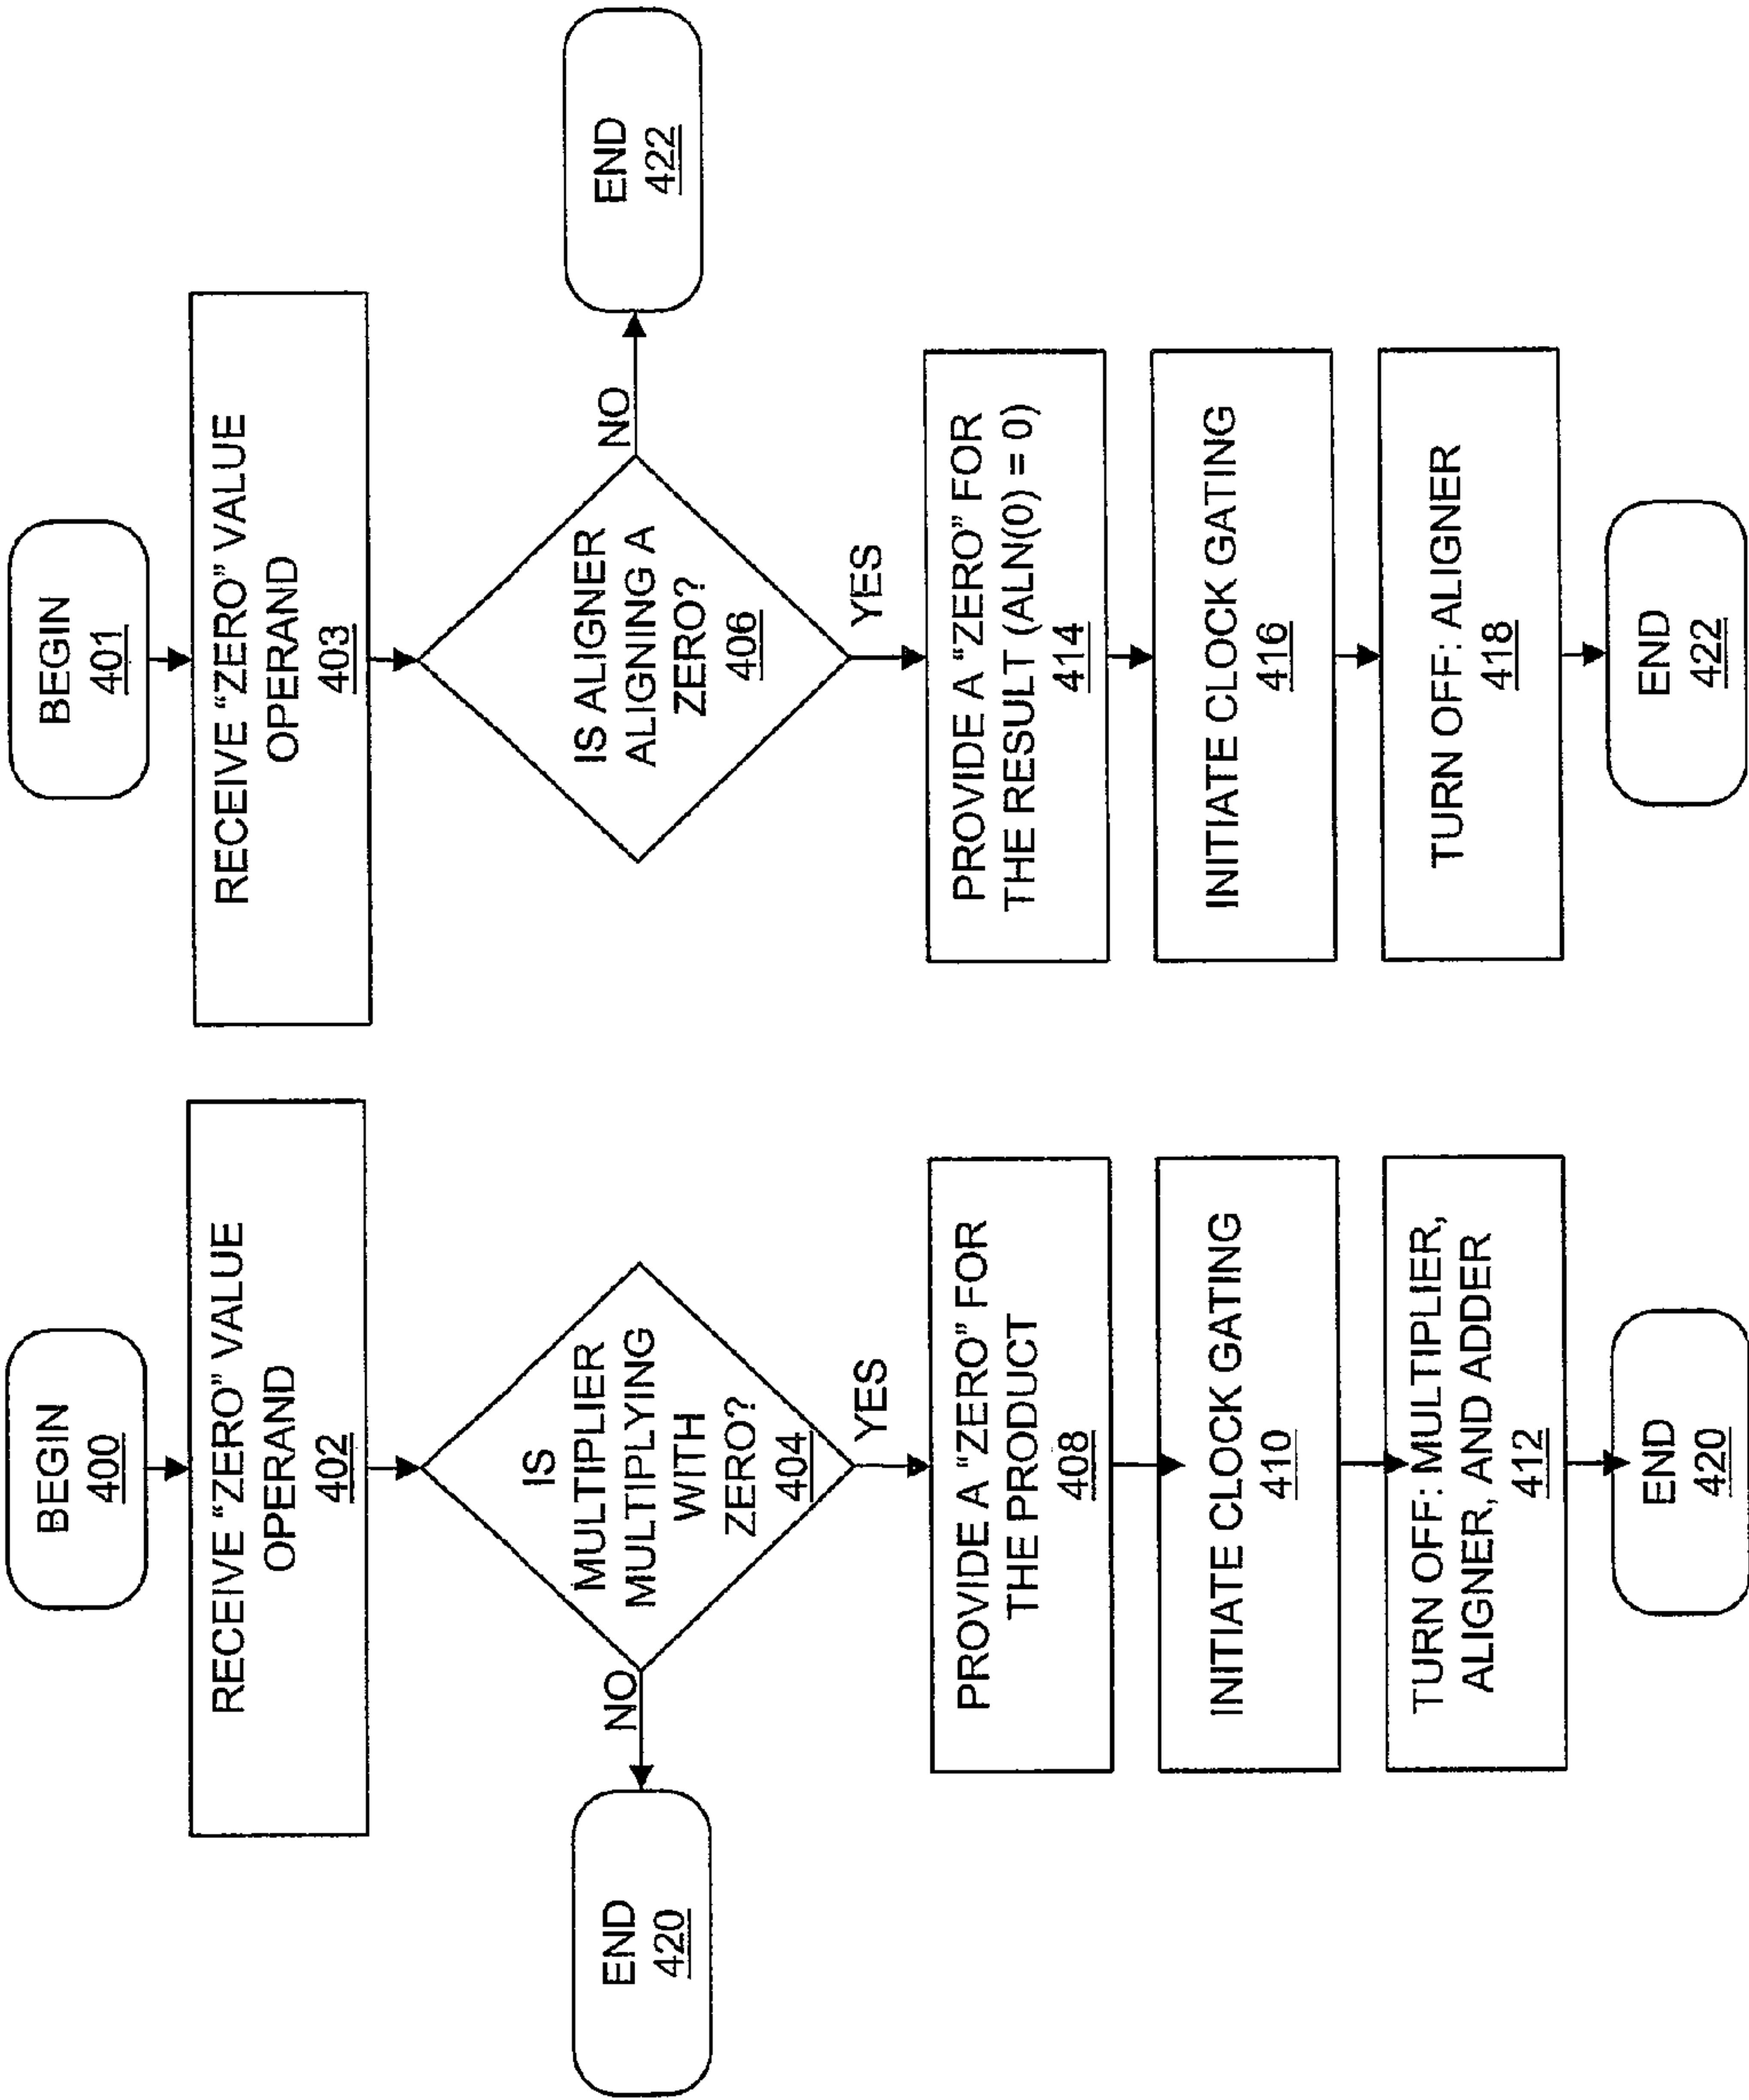 BEGIN
400
RECEIVE "ZERO" VALUE
OPERAND
402
IS
MULTIPLIER
MULTIPLYING
WITH
ZERO?
404
NO
END
420
YES
PROVIDE A "ZERO" FOR
THE PRODUCT
408
INITIATE CLOCK GATING
410
TURN OFF: MULTIPLIER,
ALIGNER, AND ADDER
412
END
420
BEGIN
401
RECEIVE "ZERO" VALUE
OPERAND
403
IS ALIGNER
ALIGNING A
ZERO?
406
NO
END
422
YES
PROVIDE A "ZERO" FOR
THE RESULT (ALN(0) = 0)
414
INITIATE CLOCK GATING
416
TURN OFF: ALIGNER
418
END
422